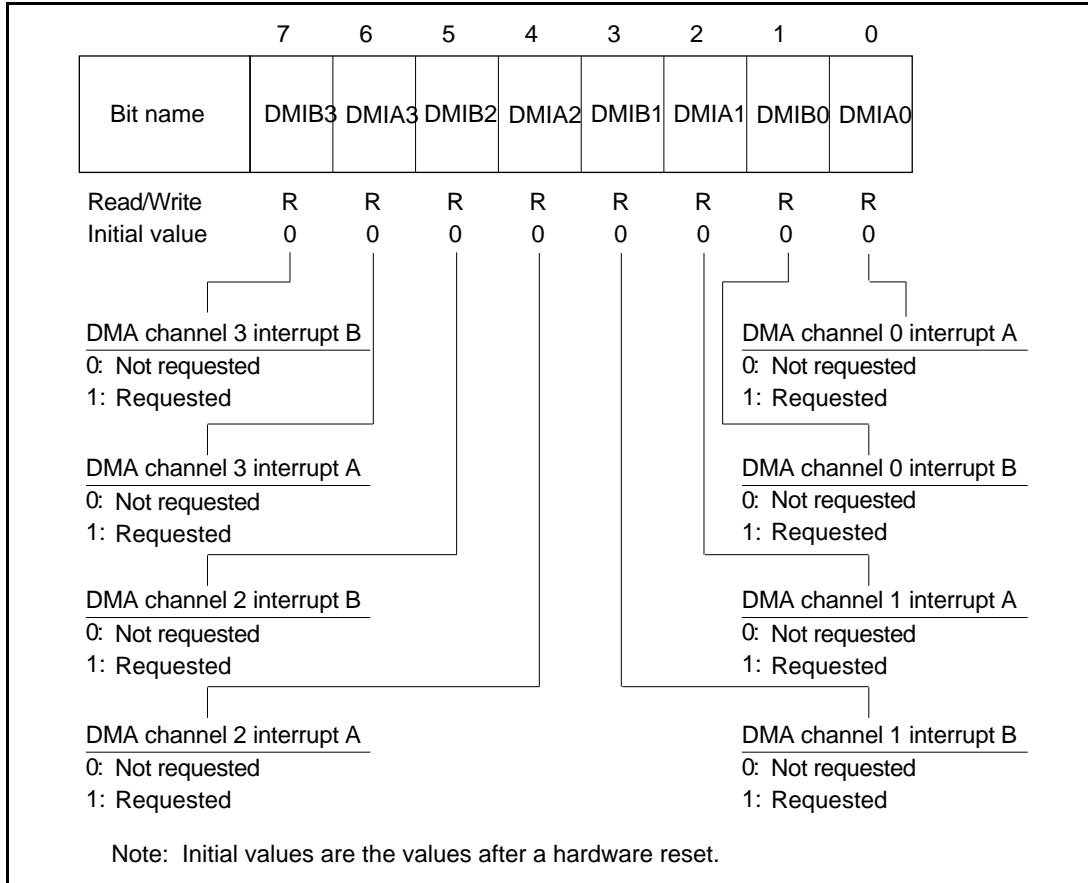 7 6 5 4 3 2 1 0
Bit name DMIB3 DMIA3 DMIB2 DMIA2 DMIB1 DMIA1 DMIB0 DMIA0
Read/Write R R R R R R R R
Initial value 0 0 0 0 0 0 0 0
DMA channel 3 interrupt B
0: Not requested
1: Requested
DMA channel 3 interrupt A
0: Not requested
1: Requested
DMA channel 2 interrupt B
0: Not requested
1: Requested
DMA channel 2 interrupt A
0: Not requested
1: Requested
DMA channel 0 interrupt A
0: Not requested
1: Requested
DMA channel 0 interrupt B
0: Not requested
1: Requested
DMA channel 1 interrupt A
0: Not requested
1: Requested
DMA channel 1 interrupt B
0: Not requested
1: Requested
Note: Initial values are the values after a hardware reset.